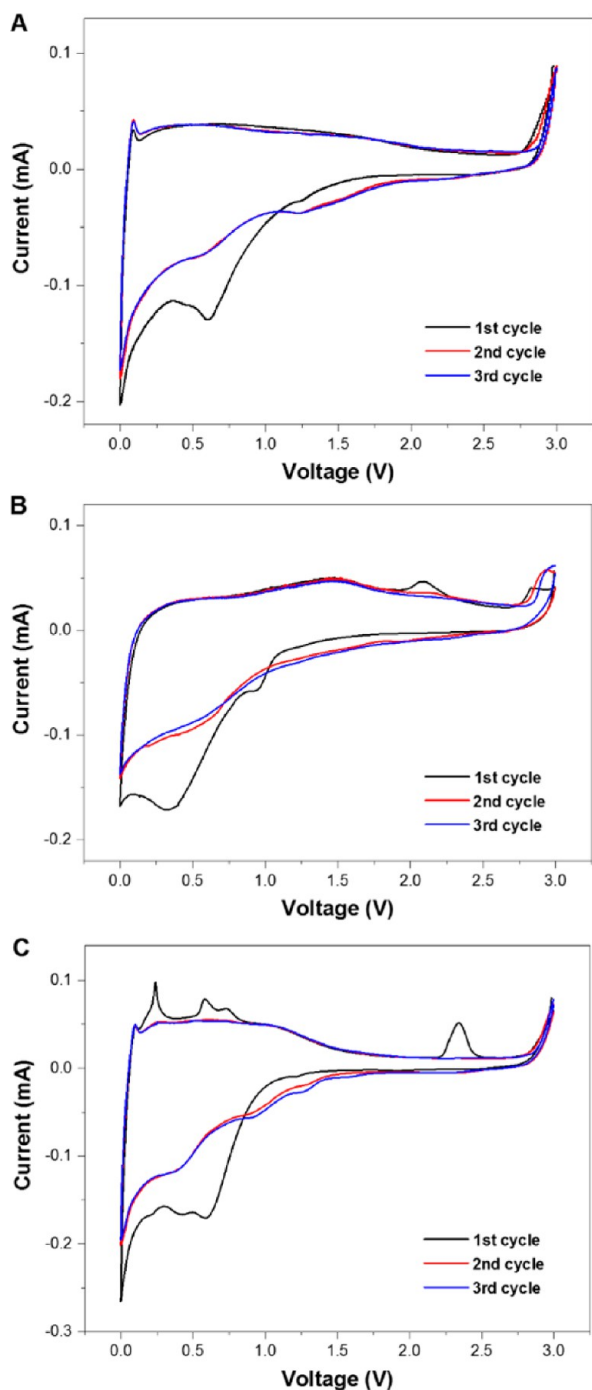 A
0.1
0.0
-0.1
-0.2
Current (mA)
1st cycle
2nd cycle
3rd cycle
0.0 0.5 1.0 1.5 2.0 2.5 3.0
Voltage (V)
B
0.1
0.0
-0.1
-0.2
Current (mA)
1st cycle
2nd cycle
3rd cycle
0.0 0.5 1.0 1.5 2.0 2.5 3.0
Voltage (V)
C
0.1
0.0
-0.1
-0.2
-0.3
Current (mA)
1st cycle
2nd cycle
3rd cycle
0.0 0.5 1.0 1.5 2.0 2.5 3.0
Voltage (V)